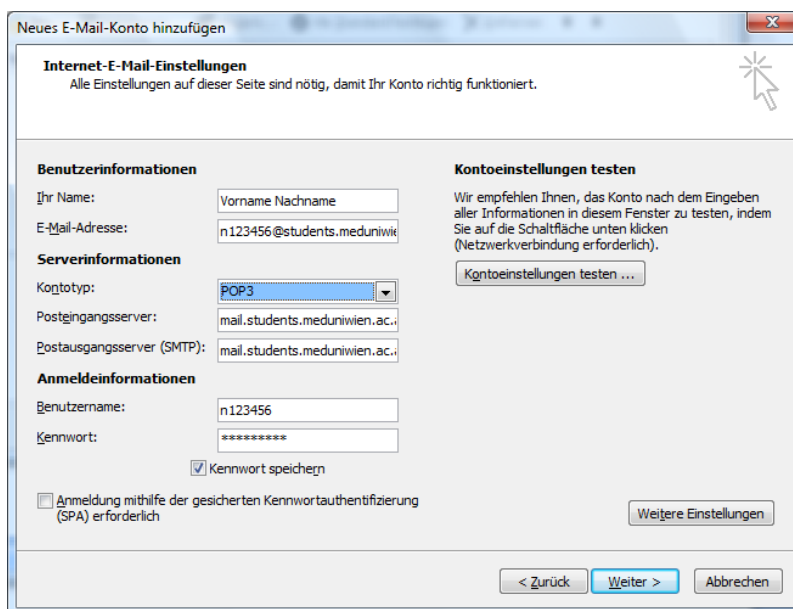 Neues E-Mail-Konto hinzufügen
Internet-E-Mail-Einstellungen
Alle Einstellungen auf dieser Seite sind nötig, damit Ihr Konto richtig funktioniert.
Benutzerinformationen
Ihr Name:
Vorname Nachname
E-Mail-Adresse:
n123456@students.meduniwie
Serverinformationen
Kontotyp:
POP3
Posteingangsserver:
mail.students.meduniwien.ac.a
Postausgangsserver (SMTP):
mail.students.meduniwien.ac.a
Anmeldeinformationen
Benutzername:
n123456
Kennwort:
*********
Kennwort speichern
Anmeldung mithilfe der gesicherten Kennwortauthentifizierung
(SPA) erforderlich
Kontoeinstellungen testen
Wir empfehlen Ihnen, das Konto nach dem Eingeben
aller Informationen in diesem Fenster zu testen, indem
Sie auf die Schaltfläche unten klicken
(Netzwerkverbindung erforderlich).
Kontoeinstellungen testen ...
Weitere Einstellungen
< Zurück
Weiter >
Abbrechen